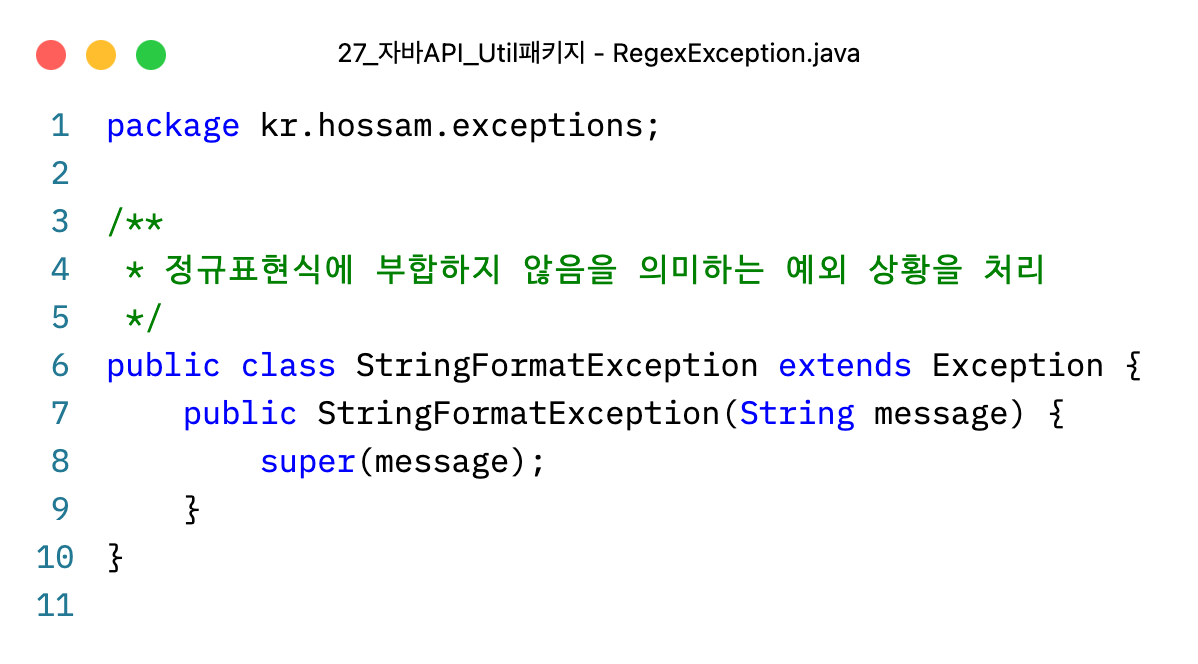 27_자바API_Util패키지 - RegexException.java
1 package kr.hossam.exceptions;
2
3 /**
4  * 정규표현식에 부합하지 않음을 의미하는 예외 상황을 처리
5  */
6 public class StringFormatException extends Exception {
7     public StringFormatException(String message) {
8         super(message);
9     }
10 }
11